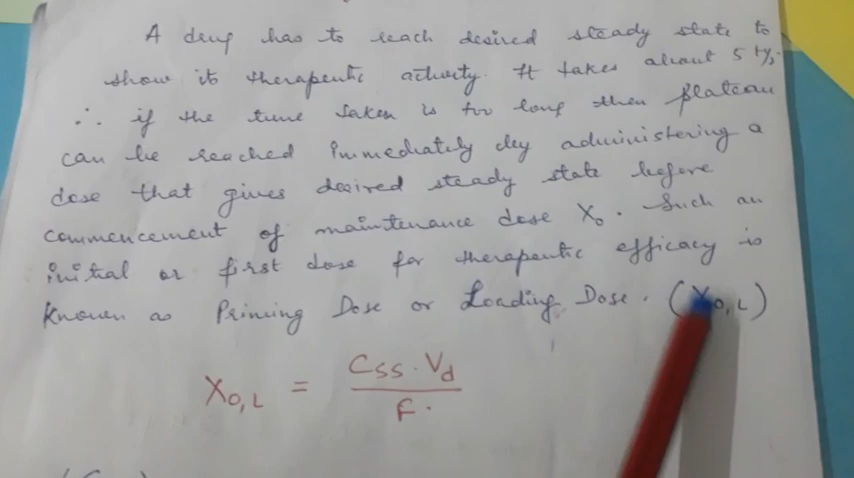 A drug has to reach desired steady state to
show its therapeutic activity. It takes about 5 t½.
∴ if the time taken is too long then plateau
can be reached immediately by administering a
dose that gives desired steady state before
commencement of maintenance dose X₀. Such an
initial or first dose for therapeutic efficacy is
known as Priming Dose or Loading Dose. (X₀,L)
X₀,L = Css . Vd / F.